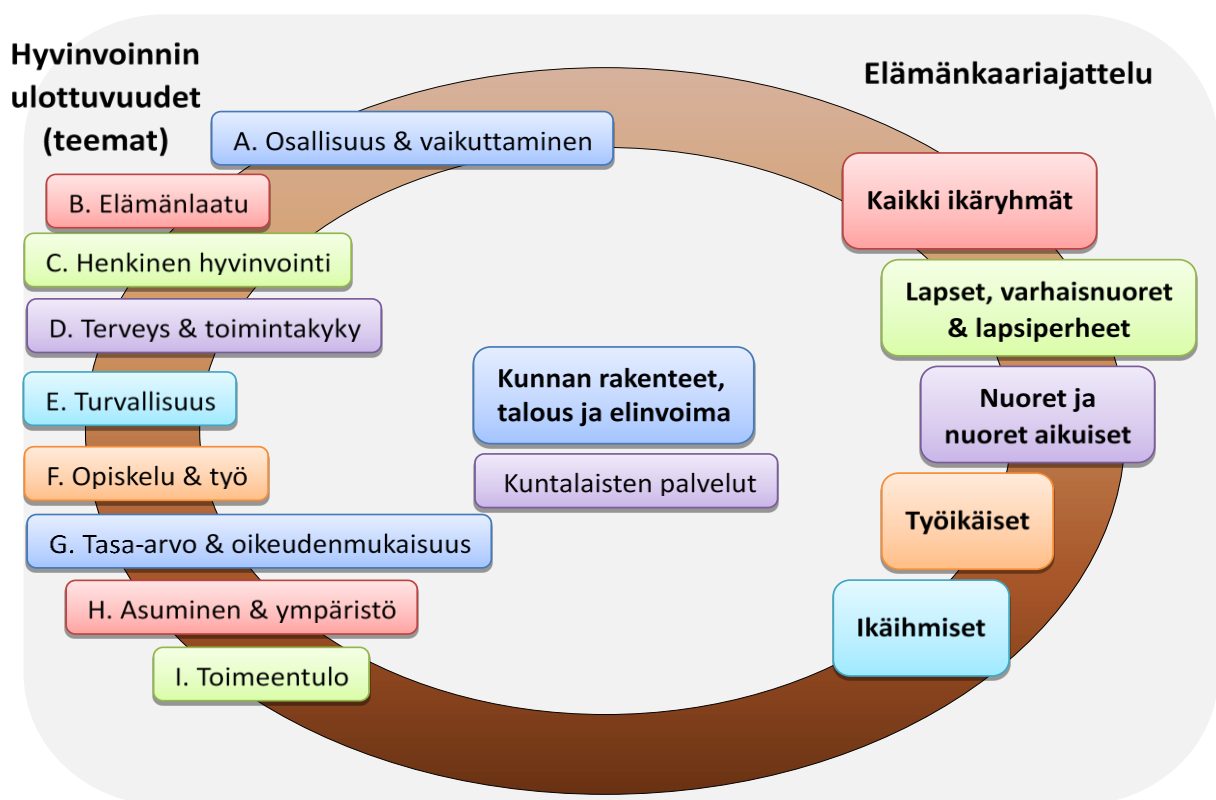 Hyvinvoinnin
ulottuvuudet
(teemat)
A. Osallisuus & vaikuttaminen
B. Elämänlaatu
C. Henkinen hyvinvointi
D. Terveys & toimintakyky
E. Turvallisuus
F. Opiskelu & työ
G. Tasa-arvo & oikeudenmukaisuus
H. Asuminen & ympäristö
I. Toimeentulo
Kunnan rakenteet,
talous ja elinvoima
Kuntalaisten palvelut
Elämänkaariajattelu
Kaikki ikäryhmät
Lapset, varhaisnuoret
& lapsiperheet
Nuoret ja
nuoret aikuiset
Työikäiset
Ikäihmiset